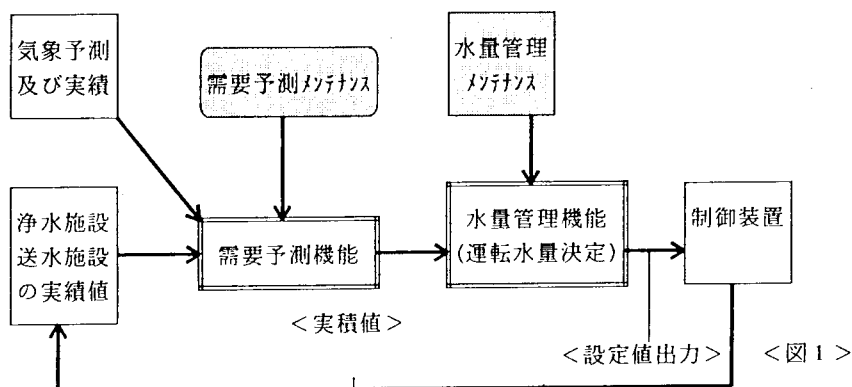 気象予測
及び実績
需要予測メンテナンス
水量管理
メンテナンス
浄水施設
送水施設
の実績値
需要予測機能
水量管理機能
(運転水量決定)
制御装置
＜実積値＞
＜設定値出力＞
＜図1＞